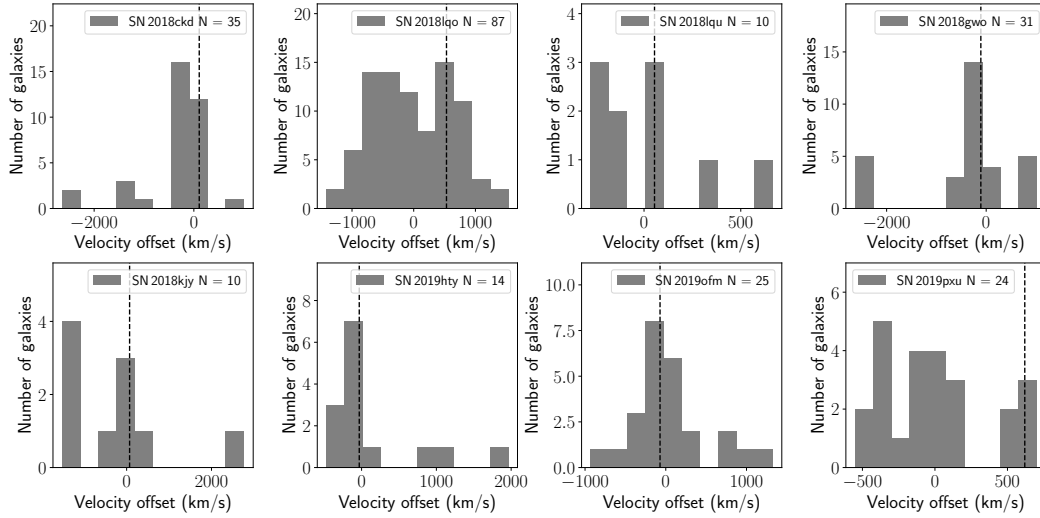 SN 2018ckd N = 35
20
15
10
5
0
−2000
0
Number of galaxies
Velocity offset (km/s)
SN 2018lqo N = 87
20
15
10
5
0
−1000
0
1000
Number of galaxies
Velocity offset (km/s)
SN 2018lqu N = 10
4
3
2
1
0
0
500
Number of galaxies
Velocity offset (km/s)
SN 2018gwo N = 31
15
10
5
0
−2000
0
Number of galaxies
Velocity offset (km/s)
SN 2018kjy N = 10
4
2
0
0
2000
Number of galaxies
Velocity offset (km/s)
SN 2019hty N = 14
8
6
4
2
0
0
1000
2000
Number of galaxies
Velocity offset (km/s)
SN 2019ofm N = 25
10.0
7.5
5.0
2.5
0.0
−1000
0
1000
Number of galaxies
Velocity offset (km/s)
SN 2019pxu N = 24
6
4
2
0
−500
0
500
Number of galaxies
Velocity offset (km/s)